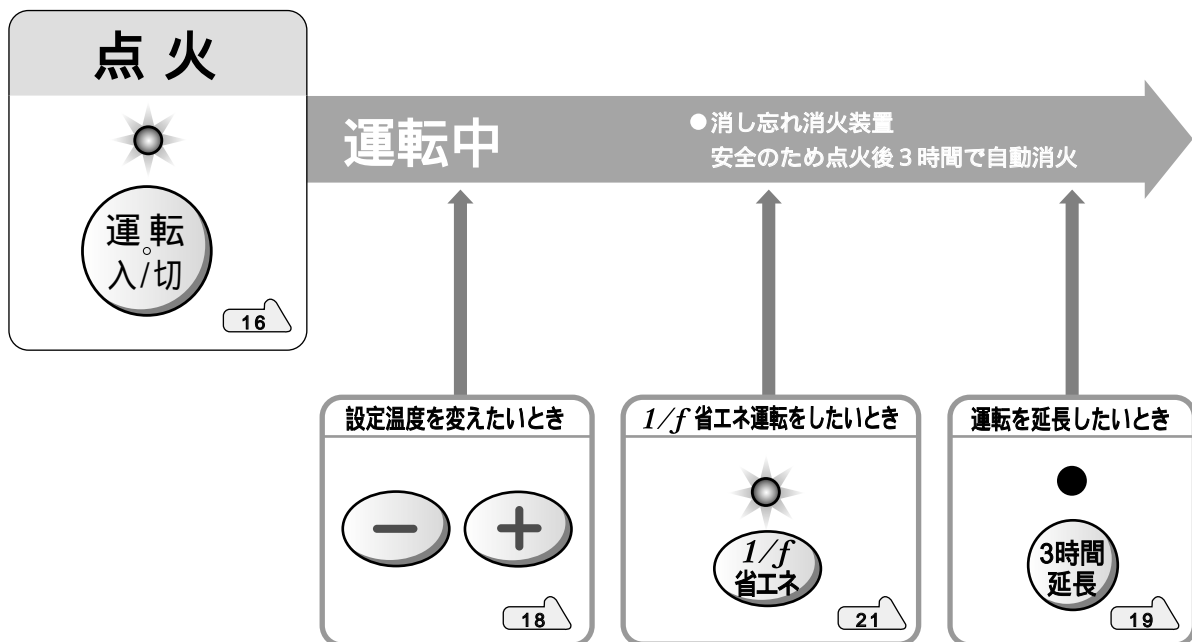 点火
運転
入/切
16
運転中
●消し忘れ消火装置
安全のため点火後3時間で自動消火
設定温度を変えたいとき
− +
18
1/f 省エネ運転をしたいとき
1/f
省エネ
21
運転を延長したいとき
3時間
延長
19